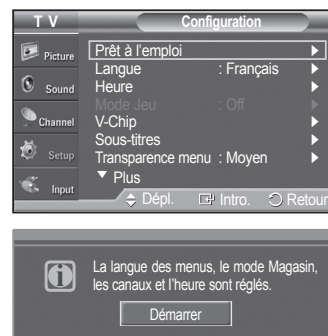 T V
Configuration
Picture
Sound
Channel
Setup
Input
Prêt à l'emploi
Langue : Français
Heure
Mode Jeu : Off
V-Chip
Sous-titres
Transparence menu : Moyen
Plus
Dépl. Intro. Retour
La langue des menus, le mode Magasin,
les canaux et l'heure sont réglés.
Démarrer